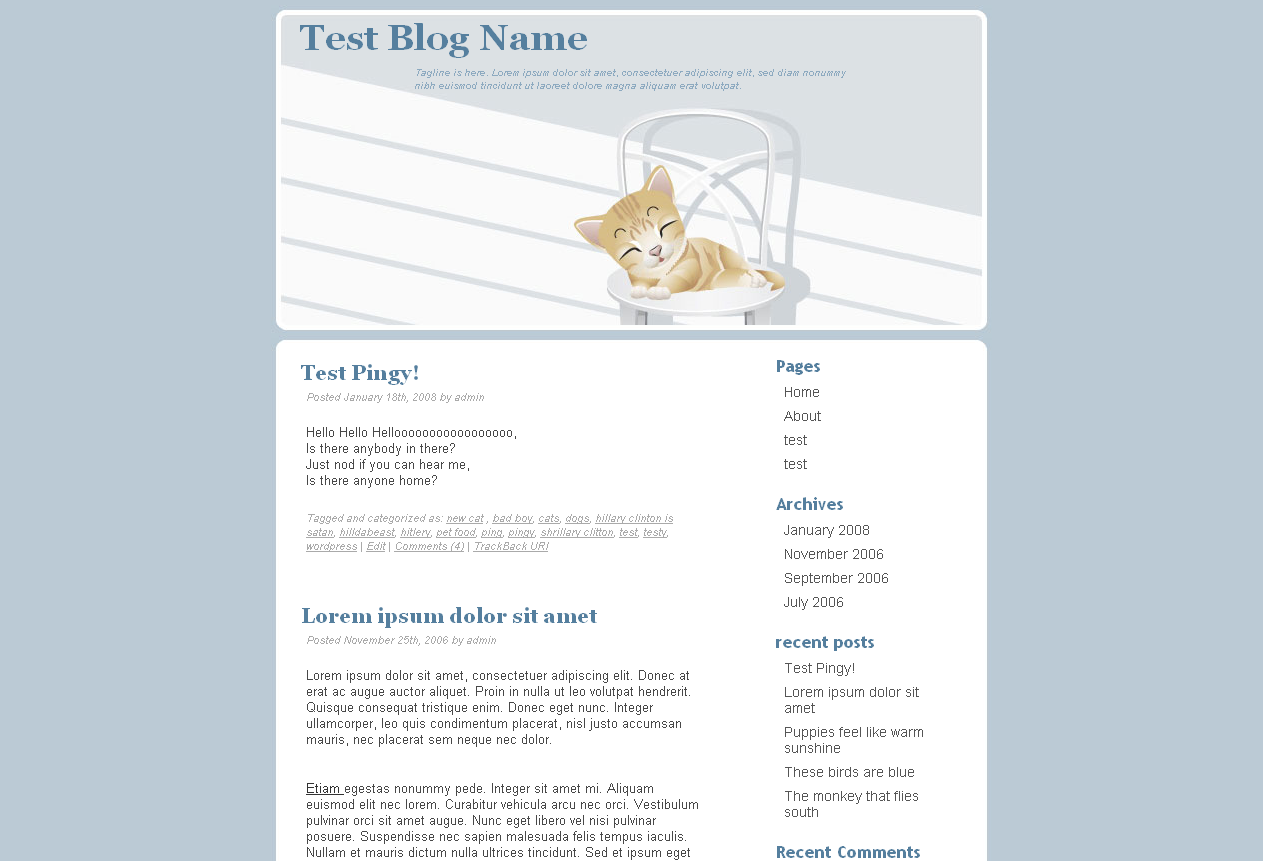 Test Blog Name
Tagline is here. Lorem ipsum dolor sit amet, consectetuer adipiscing elit, sed diam nonummy
nibh euismod tincidunt ut laoreet dolore magna aliquam erat volutpat.
Test Pingy!
Posted January 18th, 2008 by admin
Hello Hello Hellooooooooooooooooo,
Is there anybody in there?
Just nod if you can hear me,
Is there anyone home?
Tagged and categorized as: new cat , bad boy, cats, dogs, hillary clinton is
satan, hilldabeast, hitlery, pet food, ping, pingy, shrillary clitton, test, testy,
wordpress | Edit | Comments (4) | TrackBack URI
Lorem ipsum dolor sit amet
Posted November 25th, 2006 by admin
Lorem ipsum dolor sit amet, consectetuer adipiscing elit. Donec at
erat ac augue auctor aliquet. Proin in nulla ut leo volutpat hendrerit.
Quisque consequat tristique enim. Donec eget nunc. Integer
ullamcorper, leo quis condimentum placerat, nisl justo accumsan
mauris, nec placerat sem neque nec dolor.
Etiam egestas nonummy pede. Integer sit amet mi. Aliquam
euismod elit nec lorem. Curabitur vehicula arcu nec orci. Vestibulum
pulvinar orci sit amet augue. Nunc eget libero vel nisi pulvinar
posuere. Suspendisse nec sapien malesuada felis tempus iaculis.
Nullam et mauris dictum nulla ultrices tincidunt. Sed et ipsum eget
Pages
Home
About
test
test
Archives
January 2008
November 2006
September 2006
July 2006
recent posts
Test Pingy!
Lorem ipsum dolor sit
amet
Puppies feel like warm
sunshine
These birds are blue
The monkey that flies
south
Recent Comments